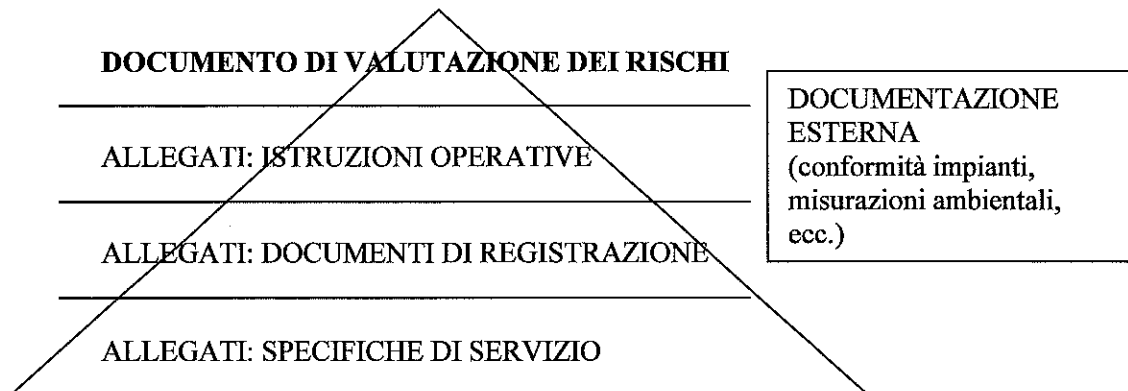 DOCUMENTO DI VALUTAZIONE DEI RISCHI
ALLEGATI: ISTRUZIONI OPERATIVE
ALLEGATI: DOCUMENTI DI REGISTRAZIONE
ALLEGATI: SPECIFICHE DI SERVIZIO
DOCUMENTAZIONE
ESTERNA
(conformità impianti,
misurazioni ambientali,
ecc.)